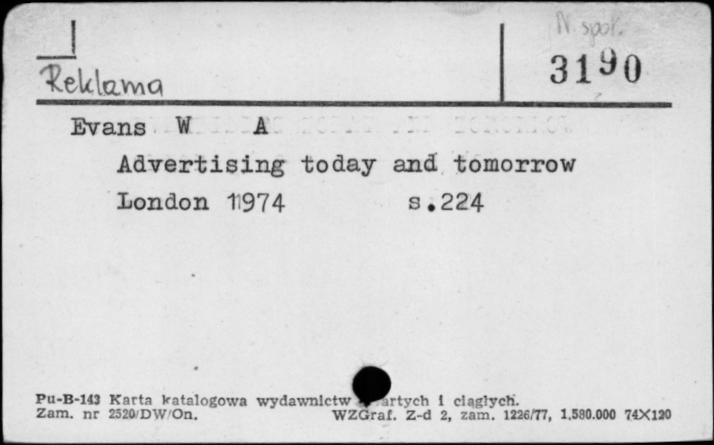 N. społ.
3190
Reklama
Evans W A
Advertising today and tomorrow
London 1974 s.224
Pu-B-143 Karta katalogowa wydawnictw artych i ciągłych.
Zam. nr 2520/DW/On. WZGraf. Z-d 2, zam. 1226/77, 1.580.000 74X120